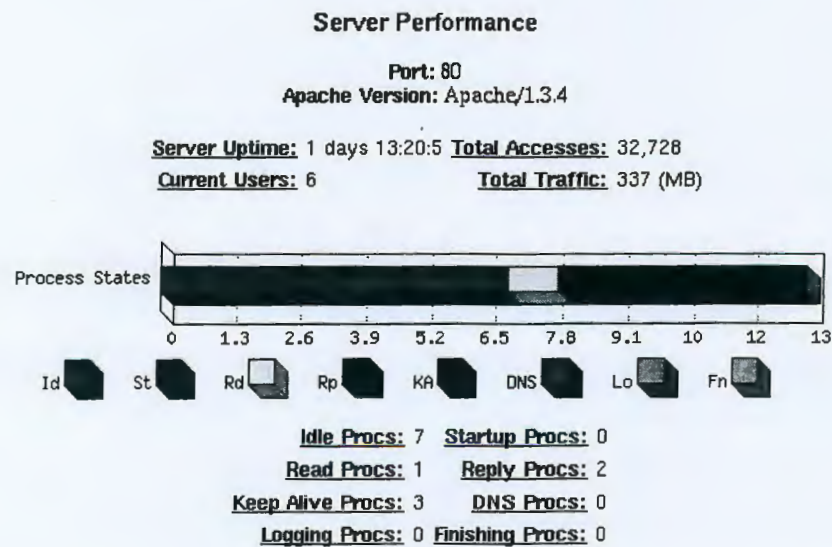 Server Performance
Port: 80
Apache Version: Apache/1.3.4
Server Uptime: 1 days 13:20:5 Total Accesses: 32,728
Current Users: 6 Total Traffic: 337 (MB)
Process States
0 1.3 2.6 3.9 5.2 6.5 7.8 9.1 10 12 13
Id St Rd Rp KA DNS Lo Fn
Idle Procs: 7 Startup Procs: 0
Read Procs: 1 Reply Procs: 2
Keep Alive Procs: 3 DNS Procs: 0
Logging Procs: 0 Finishing Procs: 0